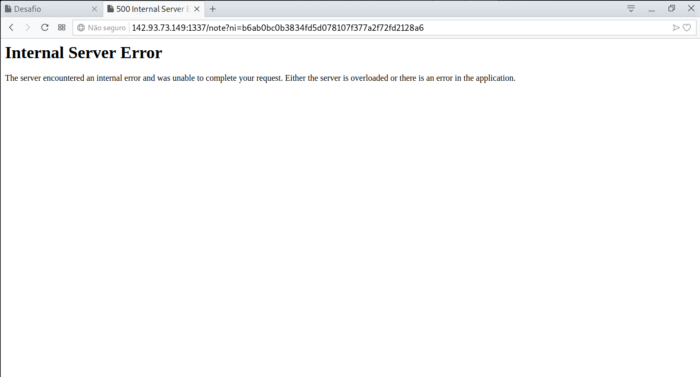 Desafio
500 Internal Server E
Não seguro 142.93.73.149:1337/note?ni=b6ab0bc0b3834fd5d078107f377a2f72fd2128a6
Internal Server Error
The server encountered an internal error and was unable to complete your request. Either the server is overloaded or there is an error in the application.